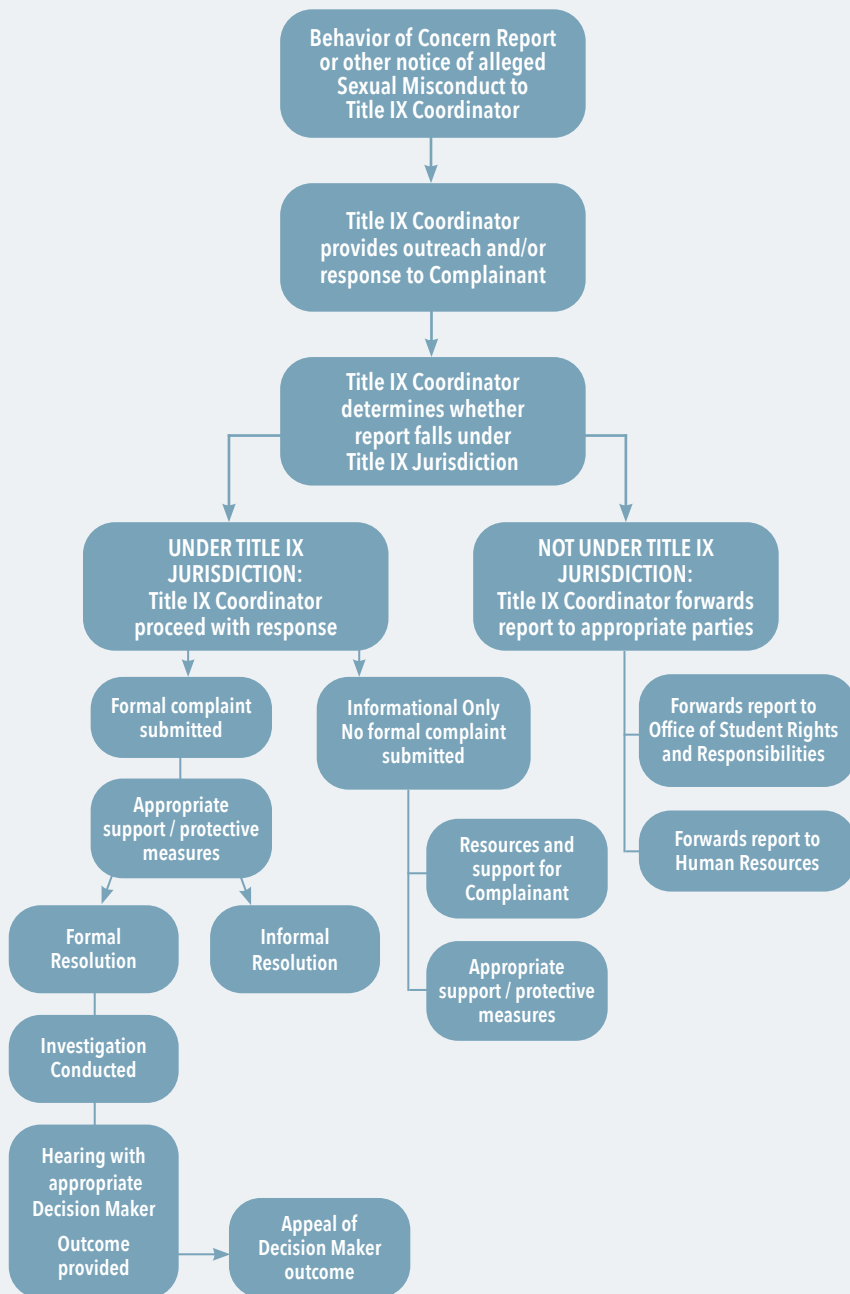 Behavior of Concern Report
or other notice of alleged
Sexual Misconduct to
Title IX Coordinator
Title IX Coordinator
provides outreach and/or
response to Complainant
Title IX Coordinator
determines whether
report falls under
Title IX Jurisdiction
UNDER TITLE IX
JURISDICTION:
Title IX Coordinator
proceed with response
NOT UNDER TITLE IX
JURISDICTION:
Title IX Coordinator forwards
report to appropriate parties
Formal complaint
submitted
Informational Only
No formal complaint
submitted
Forwards report to
Office of Student Rights
and Responsibilities
Appropriate
support / protective
measures
Resources and
support for
Complainant
Forwards report to
Human Resources
Formal
Resolution
Informal
Resolution
Appropriate
support / protective
measures
Investigation
Conducted
Hearing with
appropriate
Decision Maker
Outcome
provided
Appeal of
Decision Maker
outcome